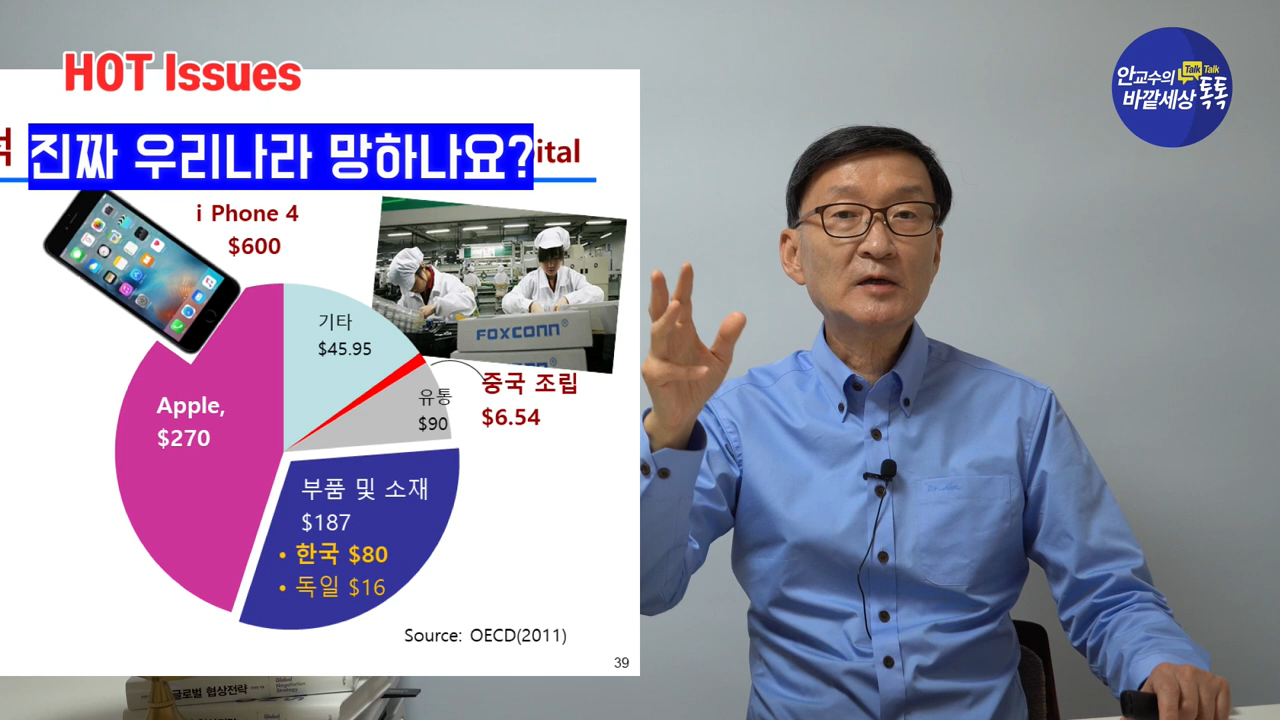 HOT Issues
안교수의 Talk Talk
바깥세상 톡톡
진짜 우리나라 망하나요?
ital
i Phone 4
$600
기타
$45.95
FOXCONN
중국 조립
$6.54
유통
$90
Apple,
$270
부품 및 소재
$187
• 한국 $80
• 독일 $16
Source: OECD(2011)
39
글로벌 협상전략
Global
Negotiation
Strategy